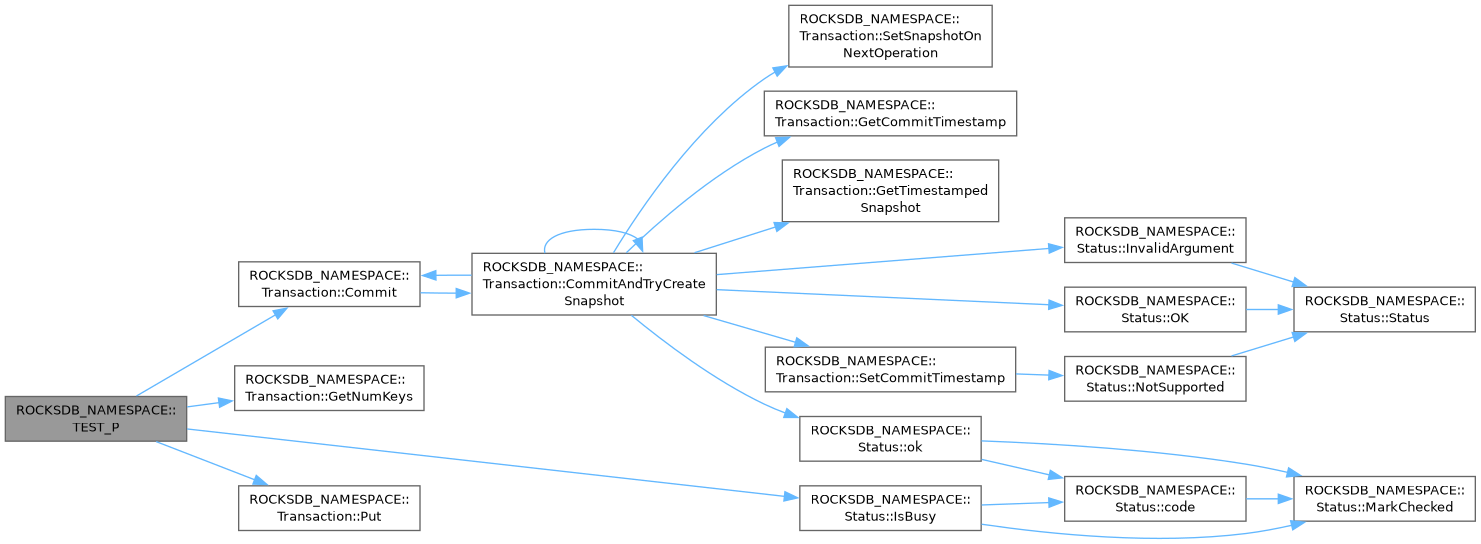 ROCKSDB_NAMESPACE::
Transaction::SetSnapshotOn
NextOperation
ROCKSDB_NAMESPACE::
Transaction::GetCommitTimestamp
ROCKSDB_NAMESPACE::
Transaction::GetTimestamped
Snapshot
ROCKSDB_NAMESPACE::
Status::InvalidArgument
ROCKSDB_NAMESPACE::
Transaction::Commit
ROCKSDB_NAMESPACE::
Transaction::CommitAndTryCreate
Snapshot
ROCKSDB_NAMESPACE::
Status::OK
ROCKSDB_NAMESPACE::
Status::Status
ROCKSDB_NAMESPACE::
Transaction::SetCommitTimestamp
ROCKSDB_NAMESPACE::
Status::NotSupported
ROCKSDB_NAMESPACE::
Transaction::GetNumKeys
ROCKSDB_NAMESPACE::
TEST_P
ROCKSDB_NAMESPACE::
Status::ok
ROCKSDB_NAMESPACE::
Transaction::Put
ROCKSDB_NAMESPACE::
Status::IsBusy
ROCKSDB_NAMESPACE::
Status::code
ROCKSDB_NAMESPACE::
Status::MarkChecked